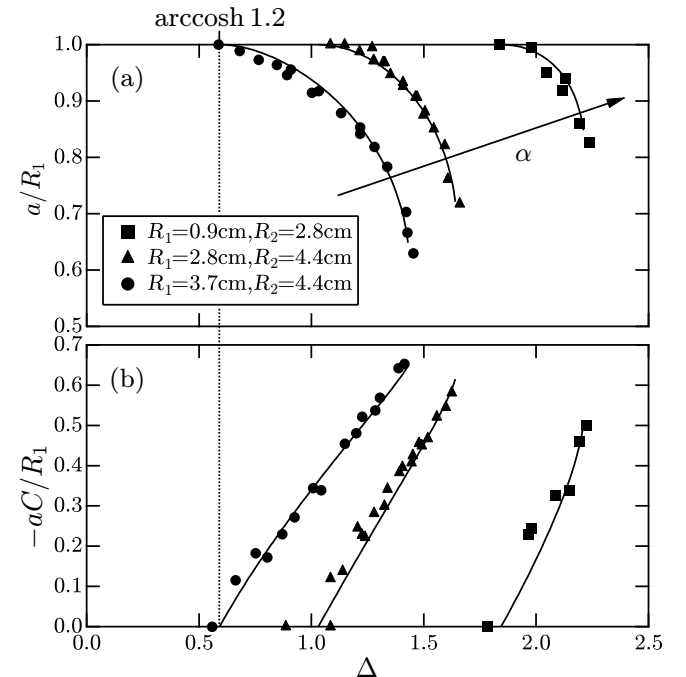 arccosh 1.2
1.0
(a)
0.9
0.8
α
a/R₁
0.7
R₁=0.9cm,R₂=2.8cm
R₁=2.8cm,R₂=4.4cm
0.6
R₁=3.7cm,R₂=4.4cm
0.5
0.7
(b)
0.6
0.5
0.4
−aC/R₁
0.3
0.2
0.1
0.0
0.0 0.5 1.0 1.5 2.0 2.5
Δ